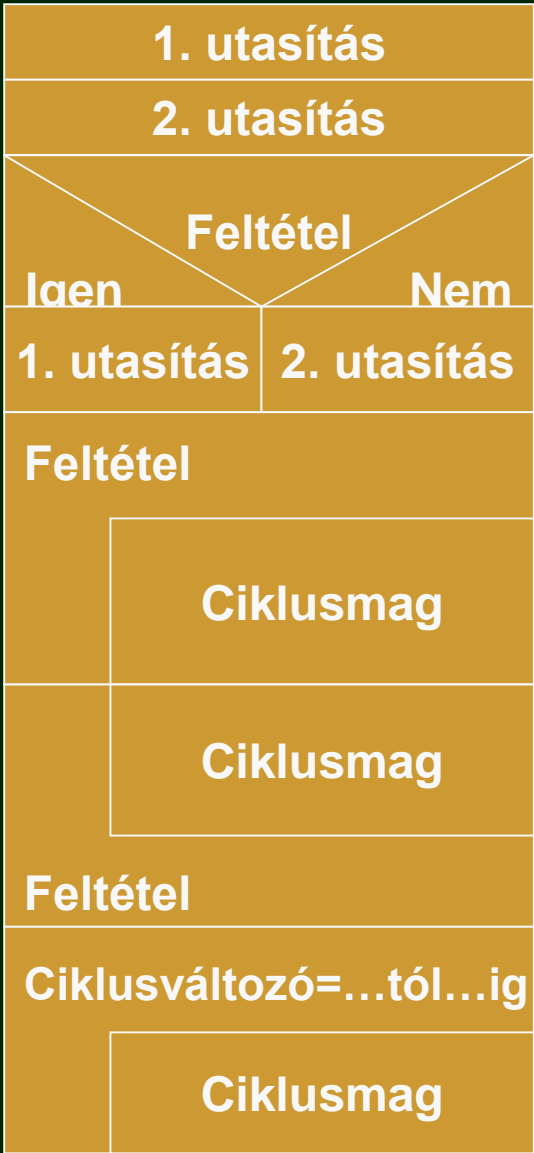 1. utasítás
2. utasítás
Feltétel
Igen Nem
1. utasítás 2. utasítás
Feltétel
Ciklusmag
Ciklusmag
Feltétel
Ciklusváltozó=…tól…ig
Ciklusmag